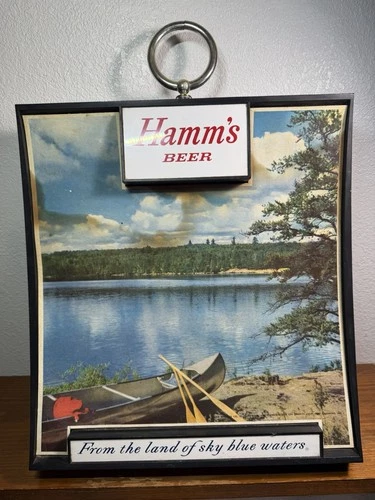 Hamm's
BEER
From the land of sky blue waters.